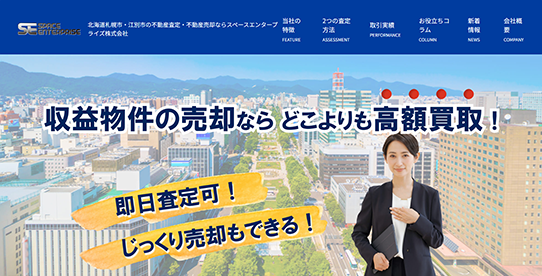 SE SPACE ENTERPRISE
北海道札幌市・江別市の不動産査定・不動産売却ならスペースエンタープライズ株式会社
当社の特徴
FEATURE
2つの査定方法
ASSESSMENT
取引実績
PERFORMANCE
お役立ちコラム
COLUMN
新着情報
NEWS
会社概要
COMPANY
収益物件の売却なら どこよりも高額買取！
即日査定可！
じっくり売却もできる！